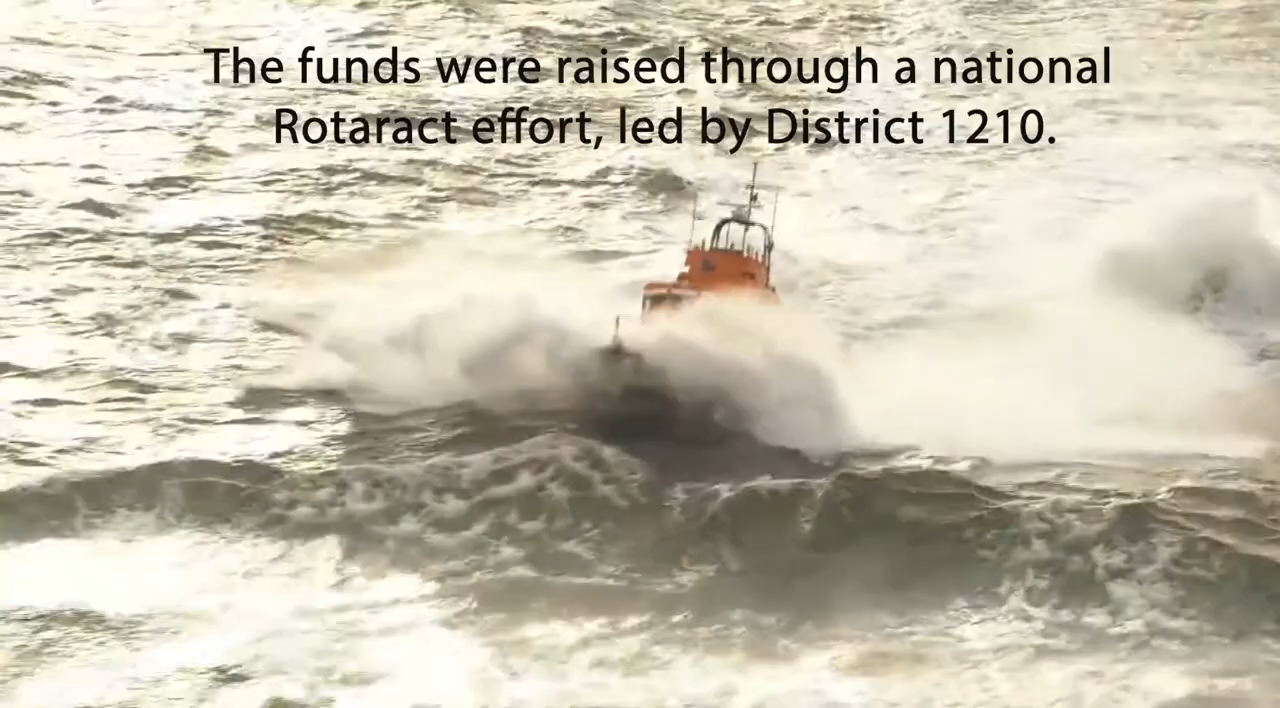 The funds were raised through a national
Rotaract effort, led by District 1210.